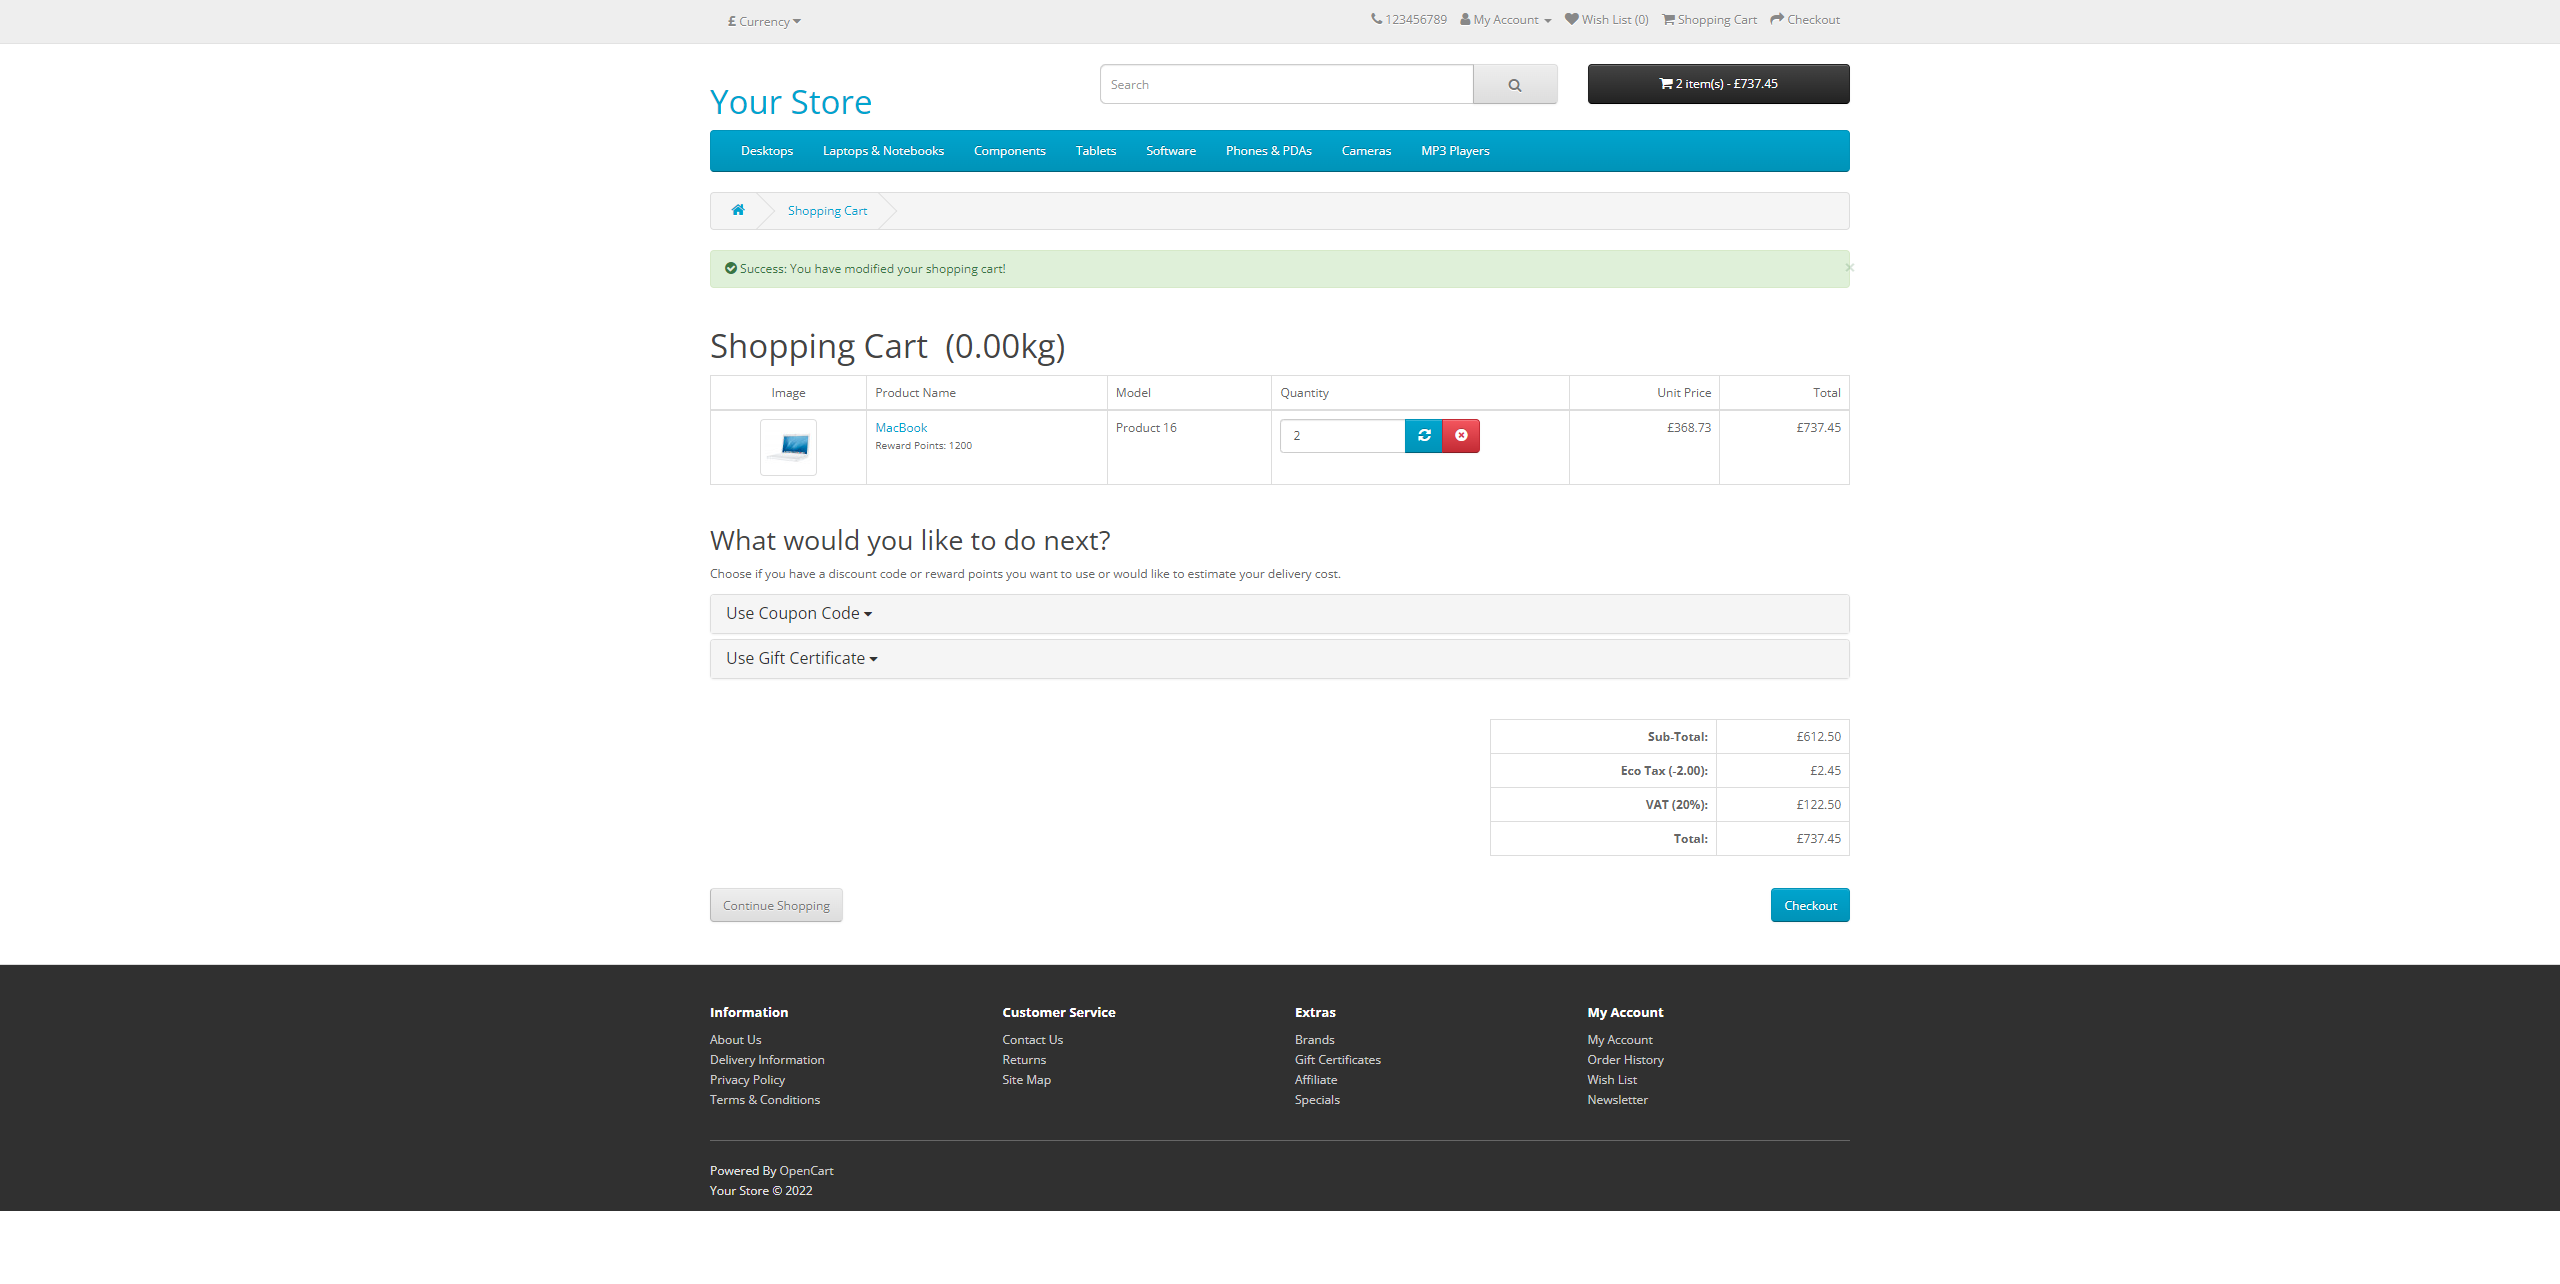 £ Currency
123456789 My Account Wish List (0) Shopping Cart Checkout
Your Store
Search
2 item(s) - £737.45
Desktops Laptops & Notebooks Components Tablets Software Phones & PDAs Cameras MP3 Players
Shopping Cart
Success: You have modified your shopping cart! ×
Shopping Cart (0.00kg)
Image Product Name Model Quantity Unit Price Total
MacBook Product 16 2 £368.73 £737.45
Reward Points: 1200
What would you like to do next?
Choose if you have a discount code or reward points you want to use or would like to estimate your delivery cost.
Use Coupon Code
Use Gift Certificate
Sub-Total: £612.50
Eco Tax (-2.00): £2.45
VAT (20%): £122.50
Total: £737.45
Continue Shopping Checkout
Information
About Us
Delivery Information
Privacy Policy
Terms & Conditions
Customer Service
Contact Us
Returns
Site Map
Extras
Brands
Gift Certificates
Affiliate
Specials
My Account
My Account
Order History
Wish List
Newsletter
Powered By OpenCart
Your Store © 2022